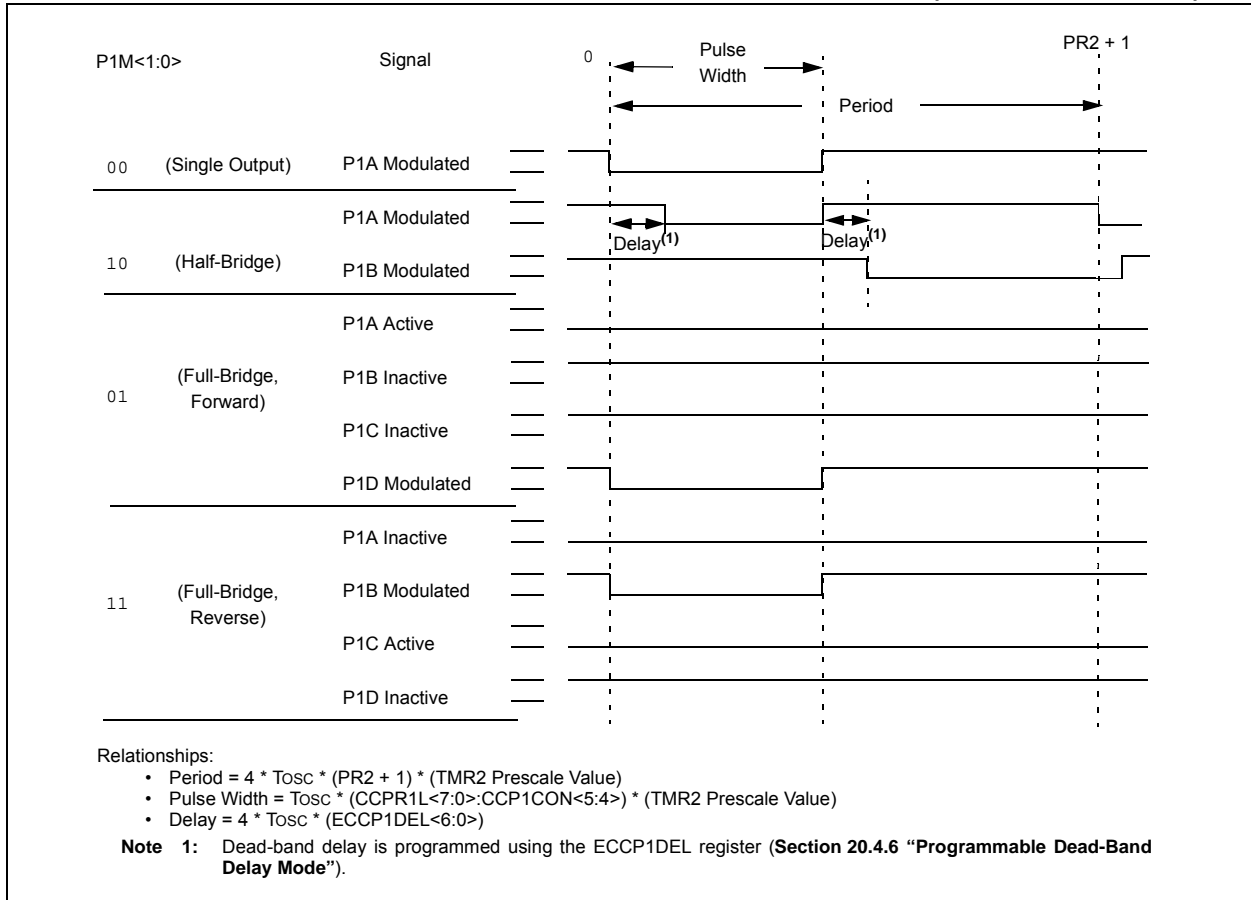 P1M<1:0>
Signal
0
Pulse
Width
PR2 + 1
Period
00 (Single Output) P1A Modulated
P1A Modulated
Delay(1)
Delay(1)
10 (Half-Bridge)
P1B Modulated
P1A Active
01 (Full-Bridge,
Forward)
P1B Inactive
P1C Inactive
P1D Modulated
P1A Inactive
11 (Full-Bridge,
Reverse)
P1B Modulated
P1C Active
P1D Inactive
Relationships:
• Period = 4 * TOSC * (PR2 + 1) * (TMR2 Prescale Value)
• Pulse Width = TOSC * (CCPR1L<7:0>:CCP1CON<5:4>) * (TMR2 Prescale Value)
• Delay = 4 * TOSC * (ECCP1DEL<6:0>)
Note 1: Dead-band delay is programmed using the ECCP1DEL register (Section 20.4.6 “Programmable Dead-Band
Delay Mode”).